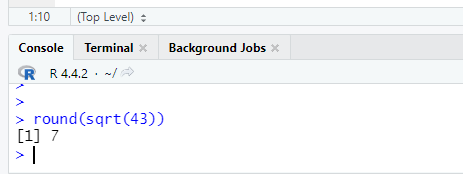 1:10 (Top Level)
Console Terminal Background Jobs
R R 4.4.2 · ~/
>
>
> round(sqrt(43))
[1] 7
>